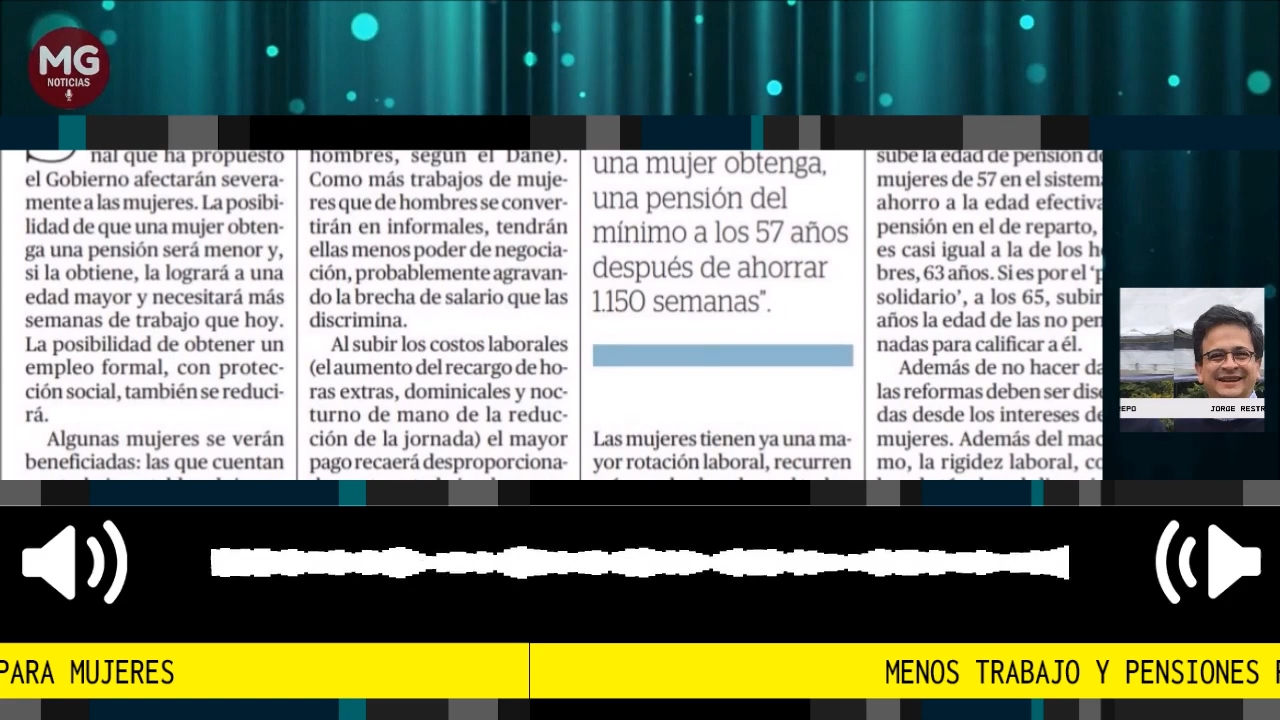 MG
NOTICIAS
nal que ha propuesto
el Gobierno afectarán severa-
mente a las mujeres. La posibi-
lidad de que una mujer obten-
ga una pensión será menor y,
si la obtiene, la logrará a una
edad mayor y necesitará más
semanas de trabajo que hoy.
La posibilidad de obtener un
empleo formal, con protec-
ción social, también se reduci-
rá.
Algunas mujeres se verán
beneficiadas: las que cuentan
hombres, según el Dane).
Como más trabajos de muje-
res que de hombres se conver-
tirán en informales, tendrán
ellas menos poder de negocia-
ción, probablemente agravan-
do la brecha de salario que las
discrimina.
Al subir los costos laborales
(el aumento del recargo de ho-
ras extras, dominicales y noc-
turno de mano de la reduc-
ción de la jornada) el mayor
pago recaerá desproporciona-
una mujer obtenga,
una pensión del
mínimo a los 57 años
después de ahorrar
1.150 semanas".
Las mujeres tienen ya una ma-
yor rotación laboral, recurren
sube la edad de pensión de
mujeres de 57 en el sistema
ahorro a la edad efectiva
pensión en el de reparto,
es casi igual a la de los h
bres, 63 años. Si es por el 'p
solidario', a los 65, subir
años la edad de las no pen
nadas para calificar a él.
Además de no hacer da
las reformas deben ser dise
das desde los intereses de
mujeres. Además del mac
mo, la rigidez laboral, co
EPO JORGE RESTR
PARA MUJERES MENOS TRABAJO Y PENSIONES